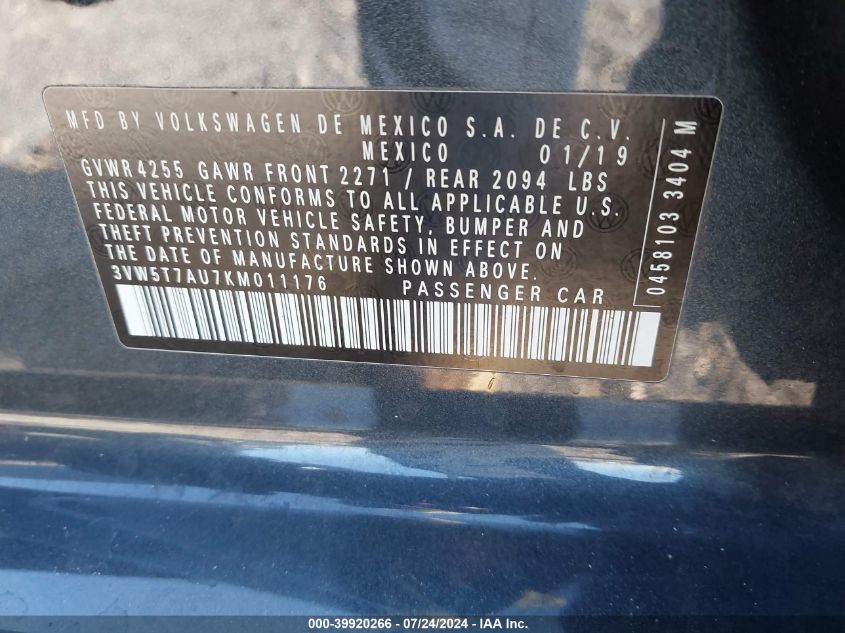 MFD BY VOLKSWAGEN DE MEXICO S.A. DE C.V.
MEXICO 01/19
GVWR 4255 GAWR FRONT 2271 / REAR 2094 LBS
THIS VEHICLE CONFORMS TO ALL APPLICABLE U.S.
FEDERAL MOTOR VEHICLE SAFETY, BUMPER AND
THEFT PREVENTION STANDARDS IN EFFECT ON
THE DATE OF MANUFACTURE SHOWN ABOVE.
3VW5T7AU7KM011176 PASSENGER CAR
0458103 3404 M
000-39920266 - 07/24/2024 - IAA Inc.